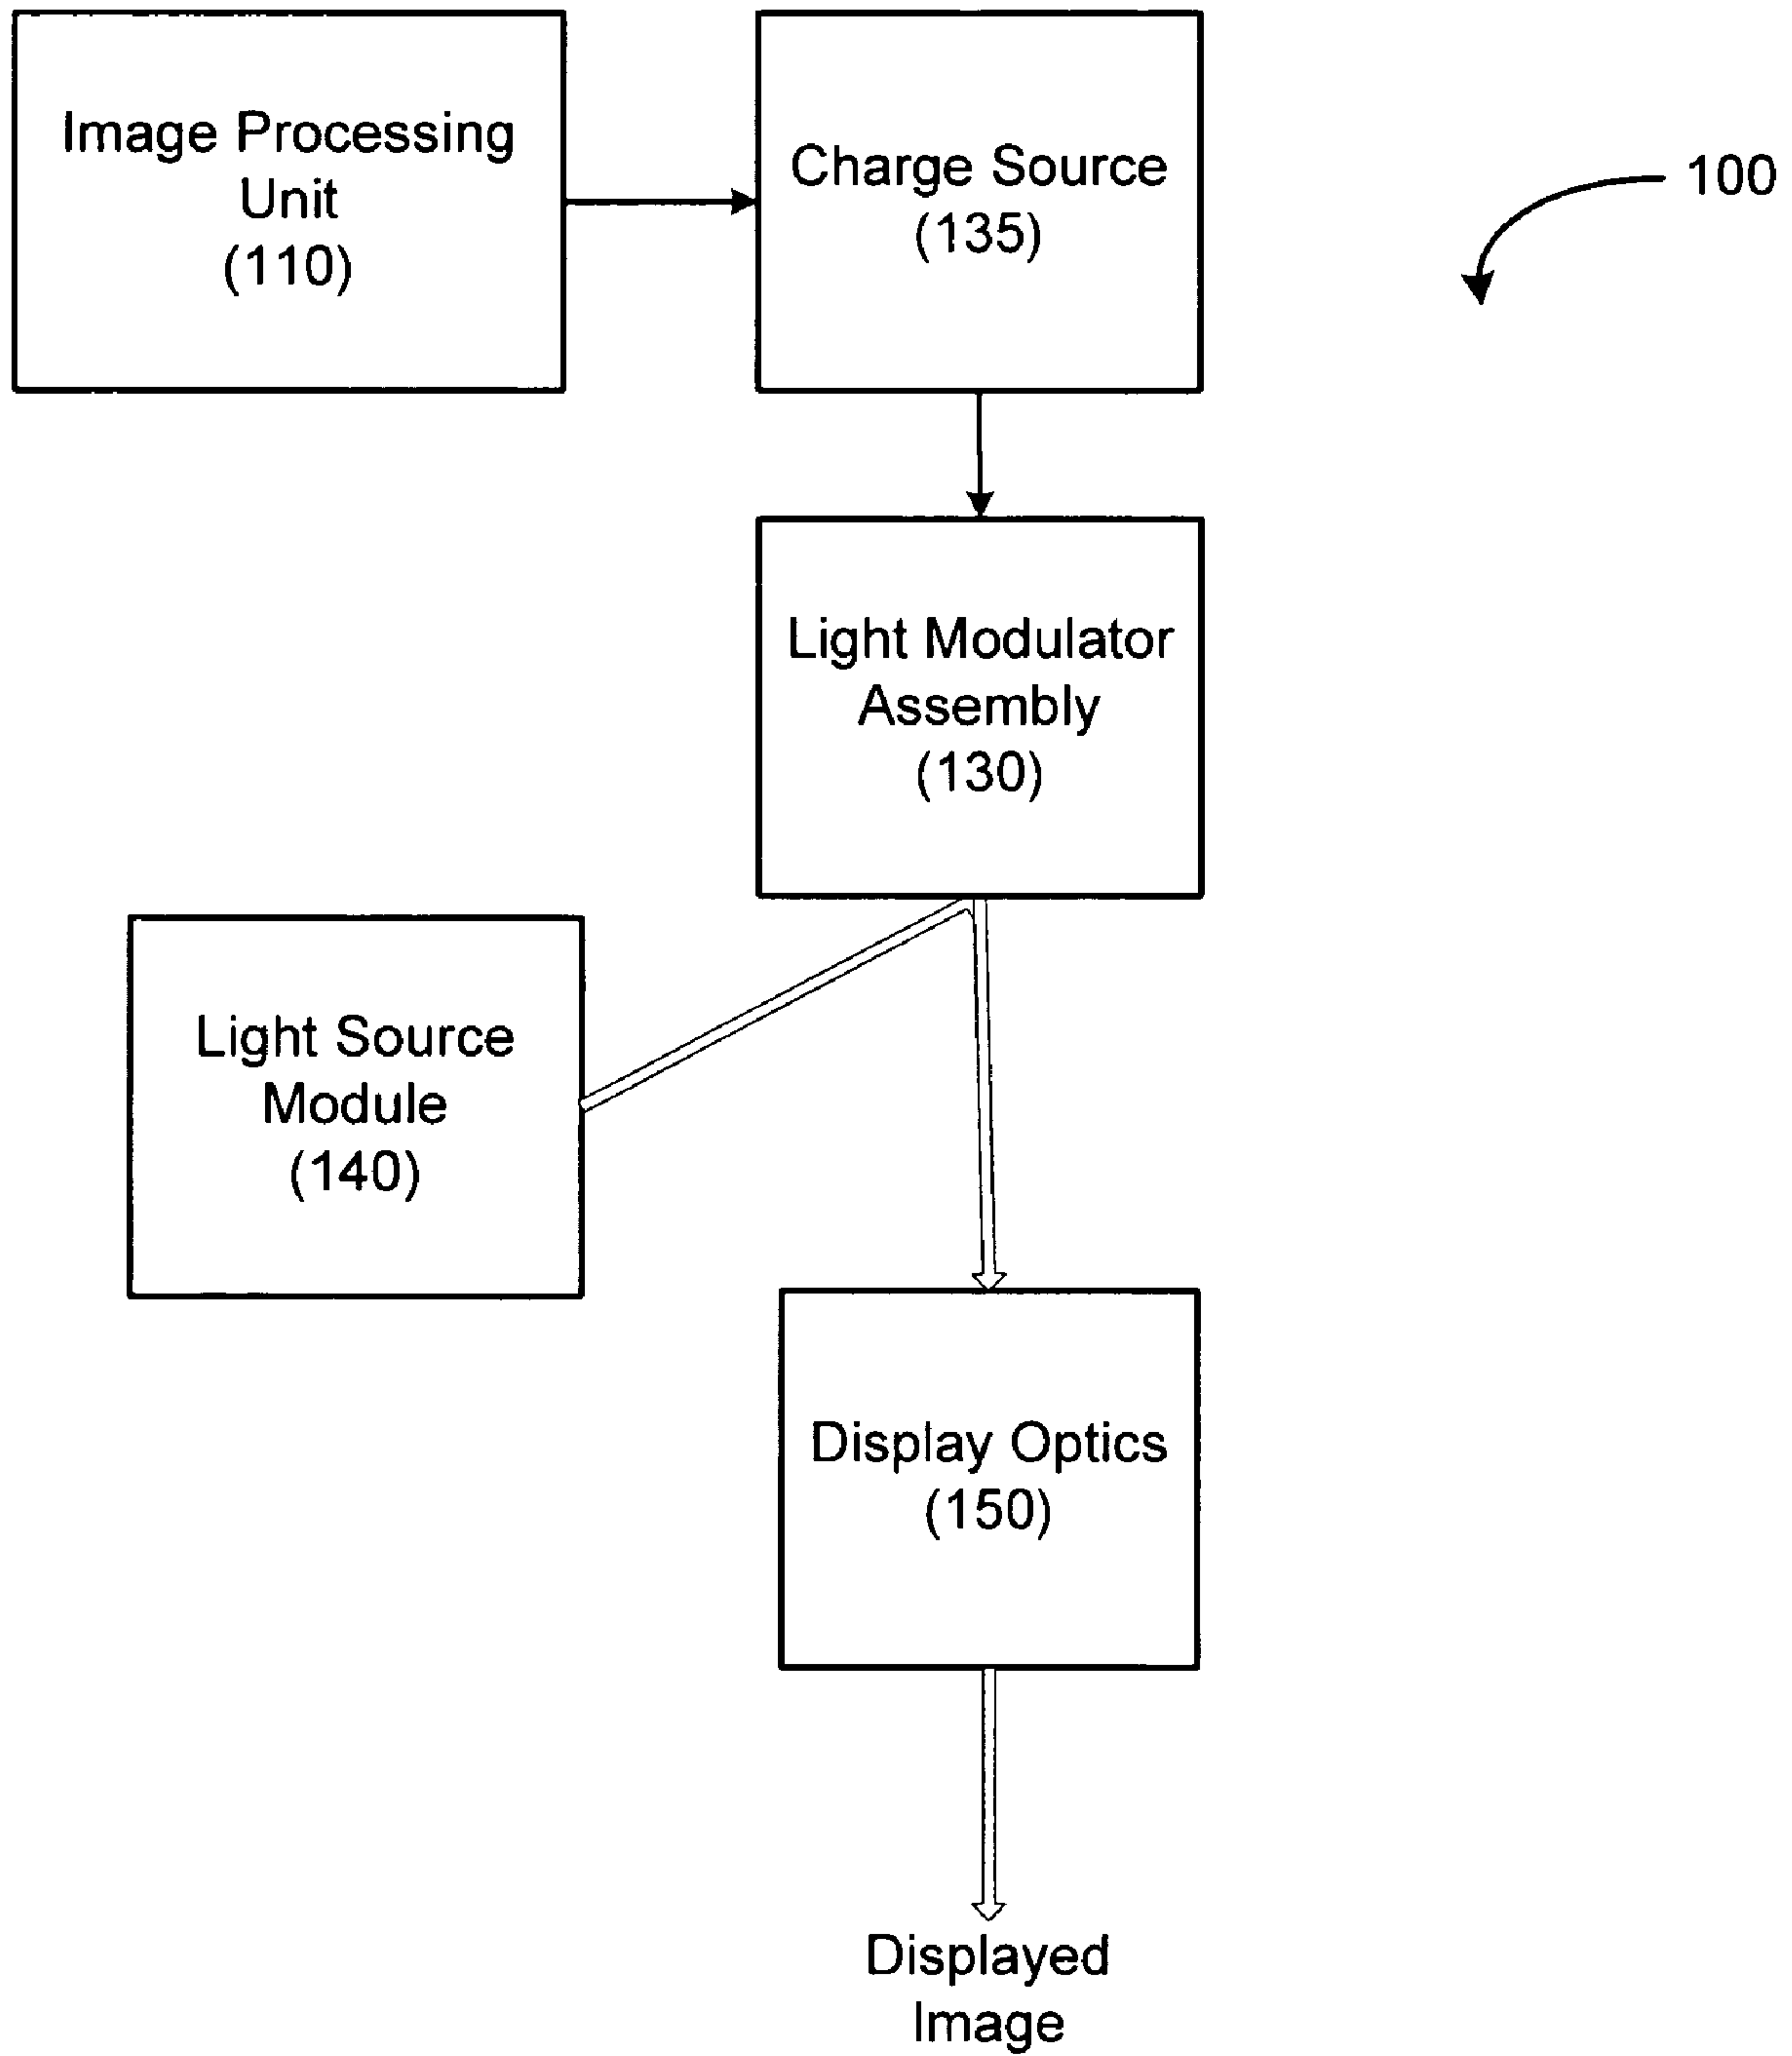 Image Processing
Unit
(110)
Charge Source
(135)
100
Light Modulator
Assembly
(130)
Light Source
Module
(140)
Display Optics
(150)
Displayed
Image